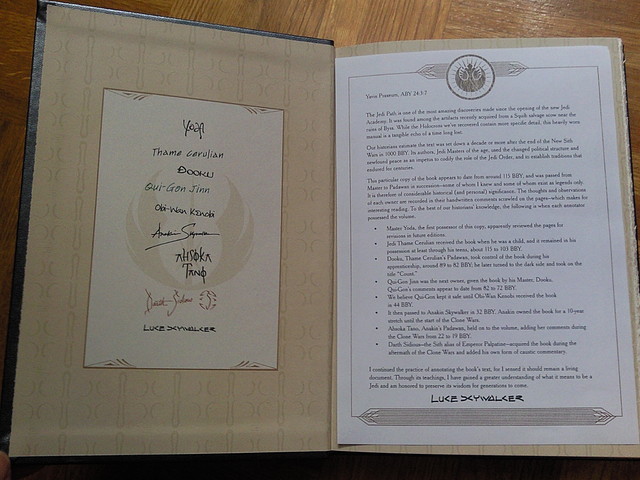 Yoda
Thame Cerulian
Dooku
Qui-Gon Jinn
Obi-Wan Kenobi
Anakin Skywalker
Ahsoka
Tano
Darth Sidious
Luke Skywalker
Yavin Praxeum, ABY 24:3:7
The Jedi Path is one of the most amazing discoveries made since the opening of the new Jedi
Academy. It was found among the artifacts recently acquired from a Squib salvage crew near the
ruins of Byss. While the Holocrons we've recovered contain more specific detail, this heavily worn
manual is a tangible echo of a time long lost.
Our historians estimate the text was set down a decade or more after the end of the New Sith
Wars in 1000 BBY. Its authors, Jedi Masters of the age, used the changed political structure and
newfound peace as an impetus to codify the role of the Jedi Order, and to establish traditions that
endured for centuries.
This particular copy of the book appears to date from around 115 BBY, and was passed from
Master to Padawan in succession—some of whom I knew and some of whom exist as legends only.
It is therefore of considerable historical (and personal) significance. The thoughts and observations
of each owner are recorded in their handwritten comments scrawled on the pages—which makes for
interesting reading. To the best of our historians' knowledge, the following is when each annotator
possessed the volume.
• Master Yoda, the first possessor of this copy, apparently reviewed the pages for
revisions in future editions.
• Jedi Thame Cerulian received the book when he was a child, and it remained in his
possession at least through his teens, about 115 to 103 BBY.
• Dooku, Thame Cerulian's Padawan, took control of the book during his
apprenticeship, around 89 to 82 BBY; he later turned to the dark side and took on the
title "Count."
• Qui-Gon Jinn was the next owner, given the book by his Master, Dooku.
Qui-Gon's comments appear to date from 82 to 72 BBY.
• We believe Qui-Gon kept it safe until Obi-Wan Kenobi received the book
in 44 BBY.
• It then passed to Anakin Skywalker in 32 BBY. Anakin owned the book for a 10-year
stretch until the start of the Clone Wars.
• Ahsoka Tano, Anakin's Padawan, held on to the volume, adding her comments during
the Clone Wars from 22 to 19 BBY.
• Darth Sidious—the Sith alias of Emperor Palpatine—acquired the book during the
aftermath of the Clone Wars and added his own form of caustic commentary.
I continued the practice of annotating the book's text, for I sensed it should remain a living
document. Through its teachings, I have gained a greater understanding of what it means to be a
Jedi and am honored to preserve its wisdom for generations to come.
Luke Skywalker